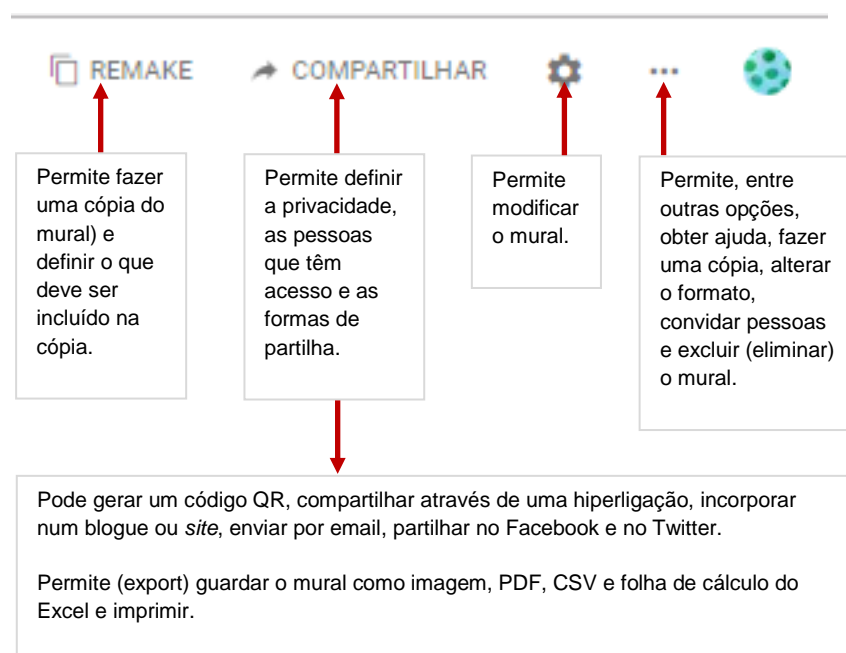 REMAKE
COMPARTILHAR
Permite fazer
uma cópia do
mural) e
definir o que
deve ser
incluído na
cópia.
Permite definir
a privacidade,
as pessoas
que têm
acesso e as
formas de
partilha.
Permite
modificar
o mural.
Permite, entre
outras opções,
obter ajuda, fazer
uma cópia, alterar
o formato,
convidar pessoas
e excluir (eliminar)
o mural.
Pode gerar um código QR, compartilhar através de uma hiperligação, incorporar
num blogue ou site, enviar por email, partilhar no Facebook e no Twitter.
Permite (export) guardar o mural como imagem, PDF, CSV e folha de cálculo do
Excel e imprimir.